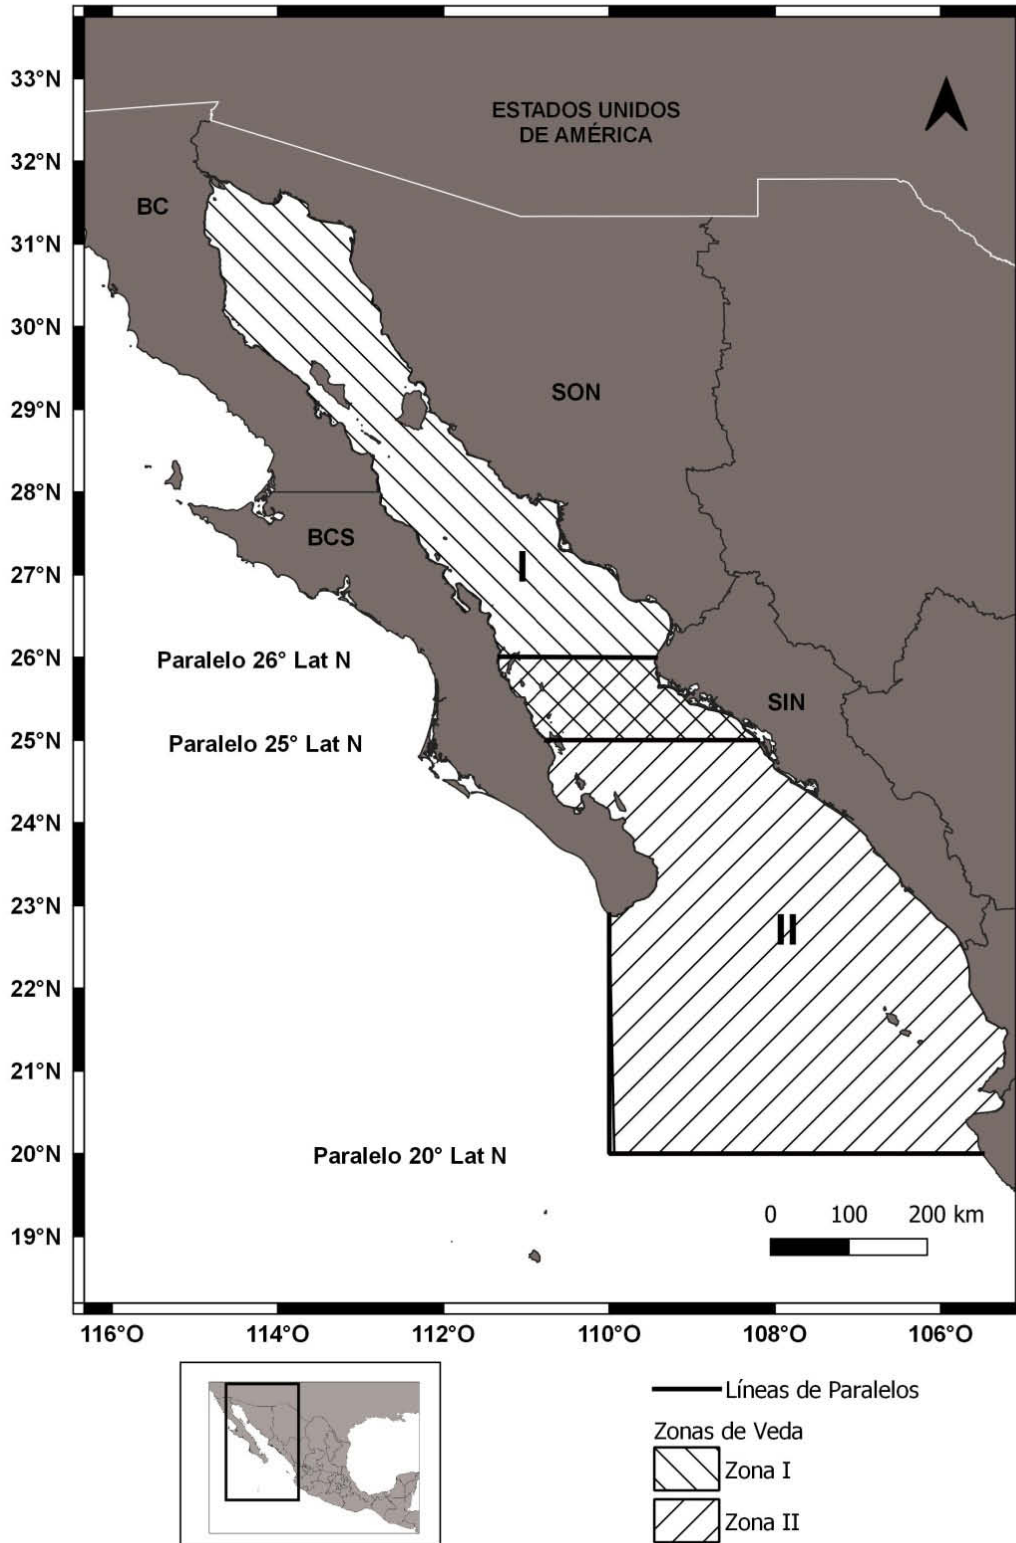 33°N
ESTADOS UNIDOS
DE AMÉRICA
32°N
BC
31°N
30°N
SON
29°N
28°N
BCS
I
27°N
Paralelo 26° Lat N
26°N
SIN
Paralelo 25° Lat N
25°N
24°N
23°N
II
22°N
21°N
Paralelo 20° Lat N
20°N
0 100 200 km
19°N
116°O 114°O 112°O 110°O 108°O 106°O
Líneas de Paralelos
Zonas de Veda
Zona I
Zona II